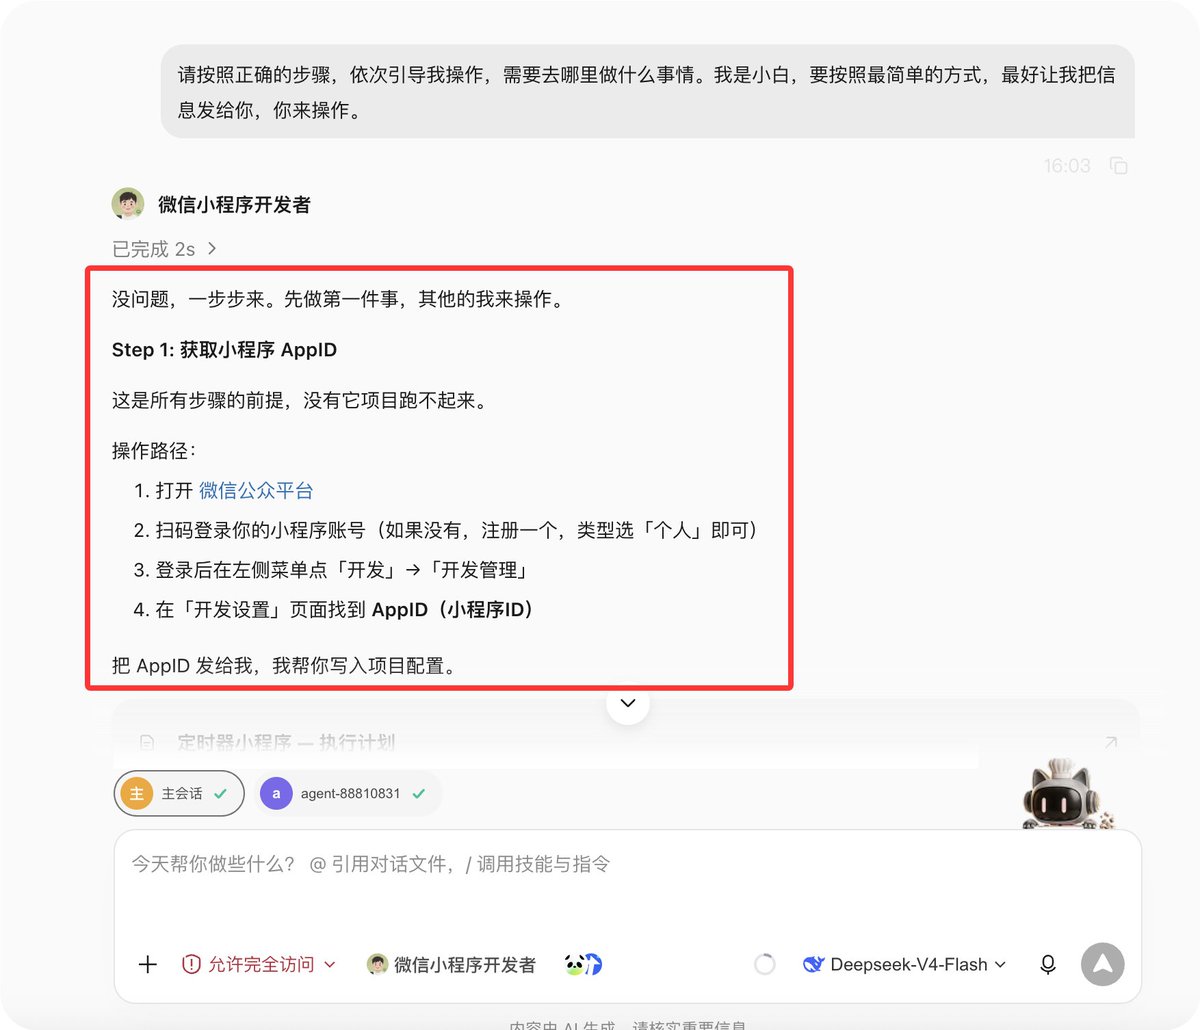 请按照正确的步骤，依次引导我操作，需要去哪里做什么事情。我是小白，要按照最简单的方式，最好让我把信
息发给你，你来操作。
16:03
微信小程序开发者
已完成 2s
没问题，一步步来。先做第一件事，其他的我来操作。
Step 1: 获取小程序 AppID
这是所有步骤的前提，没有它项目跑不起来。
操作路径：
1. 打开 微信公众平台
2. 扫码登录你的小程序账号（如果没有，注册一个，类型选「个人」即可）
3. 登录后在左侧菜单点「开发」→「开发管理」
4. 在「开发设置」页面找到 AppID（小程序ID）
把 AppID 发给我，我帮你写入项目配置。
定时器小程序 — 执行计划
主 主会话 a agent-88810831
今天帮你做些什么？ @ 引用对话文件，/ 调用技能与指令
允许完全访问 微信小程序开发者 Deepseek-V4-Flash
内容由 AI 生成，请核实重要信息